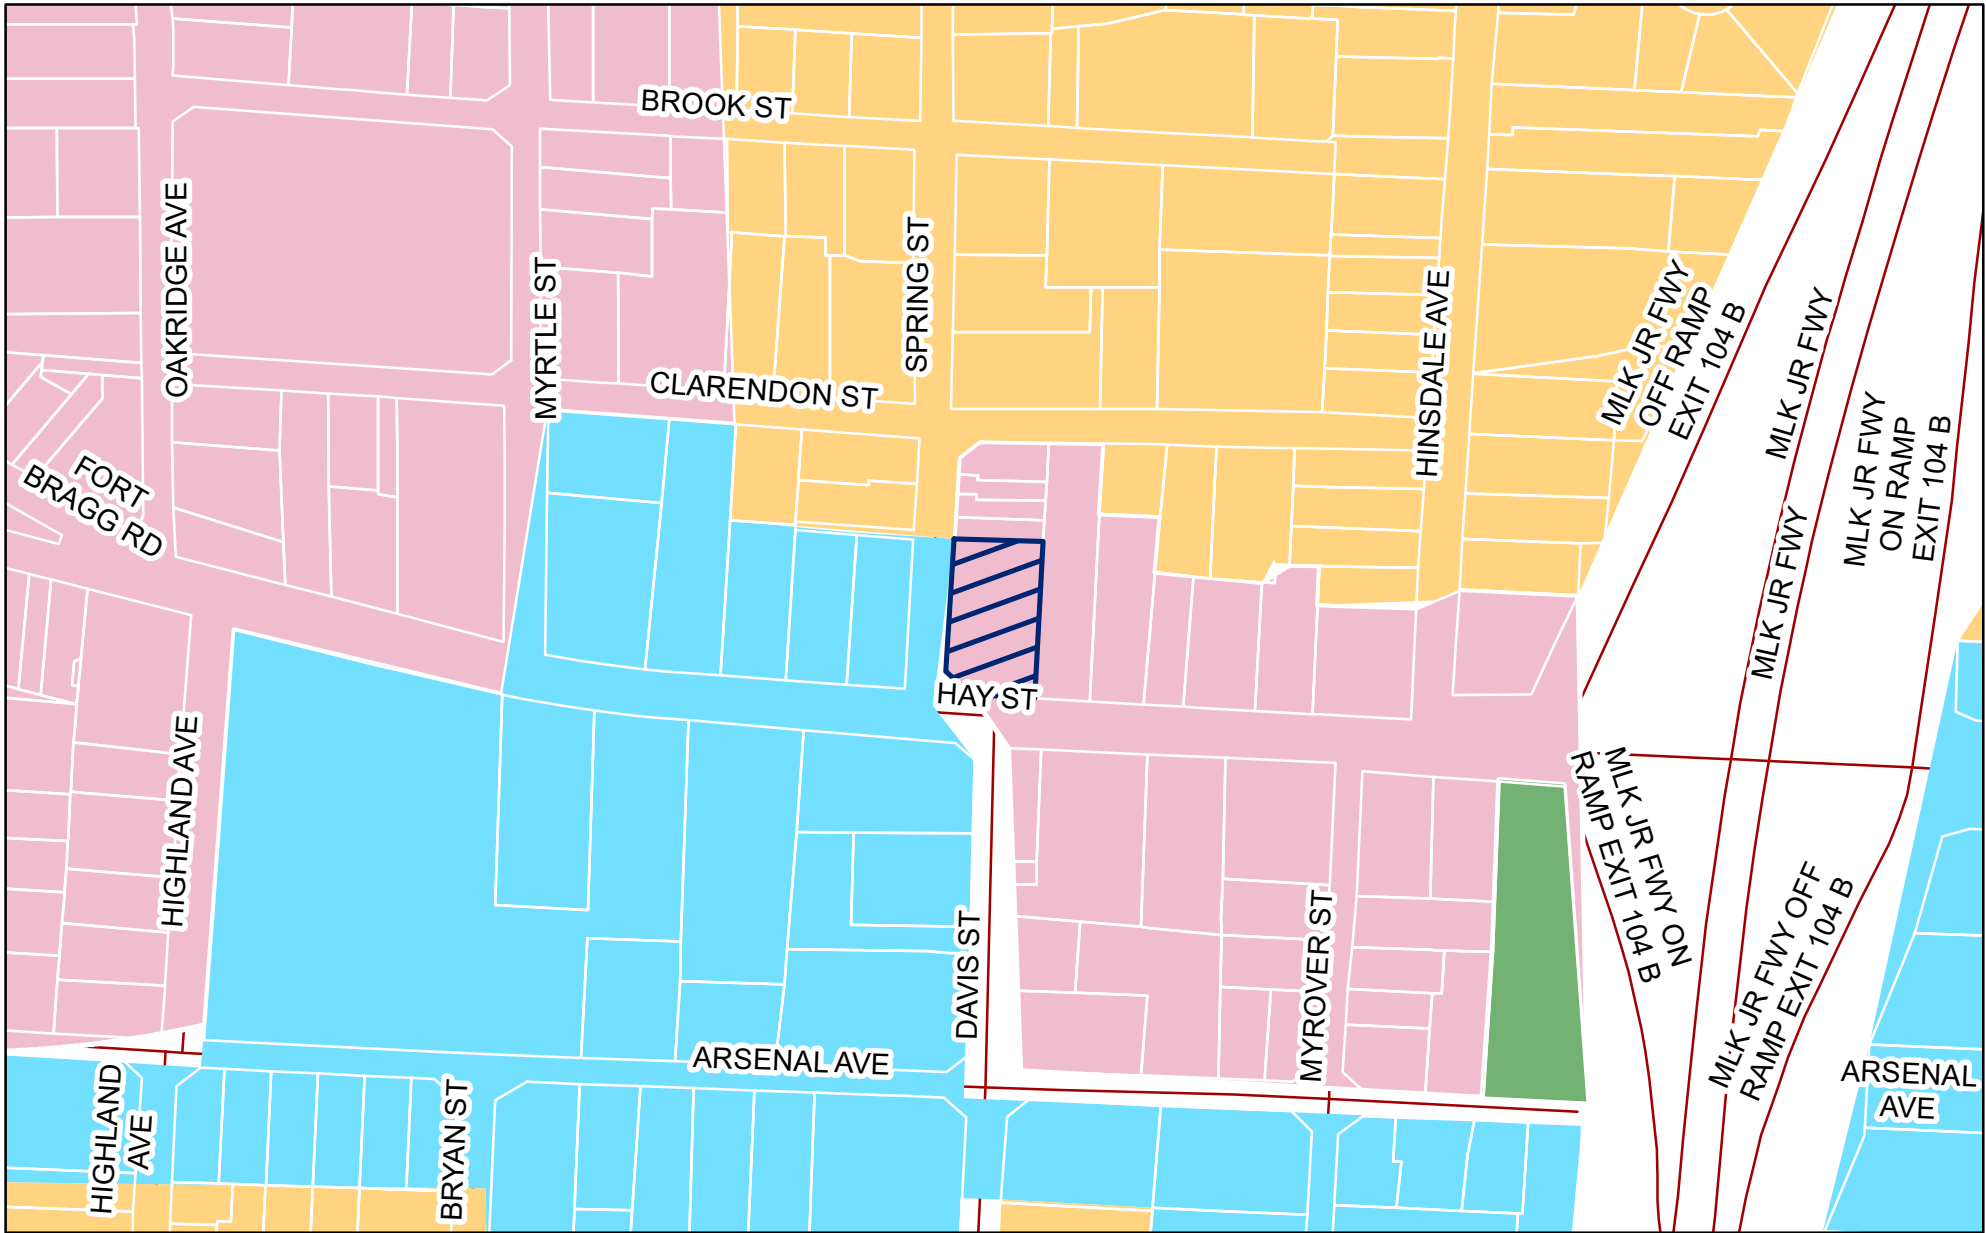 BROOK ST
OAKRIDGE AVE
MYRTLE ST
SPRING ST
HINSDALE AVE
MLK JR FWY
OFF RAMP
EXIT 104 B
MLK JR FWY
MLK JR FWY
ON RAMP
EXIT 104 B
CLARENDON ST
FORT
BRAGG RD
MLK JR FWY
HAY ST
HIGHLAND AVE
MLK JR FWY ON
RAMP EXIT 104 B
DAVIS ST
MYROVER ST
MLK JR FWY OFF
RAMP EXIT 104 B
ARSENAL AVE
HIGHLAND
AVE
BRYAN ST
ARSENAL
AVE